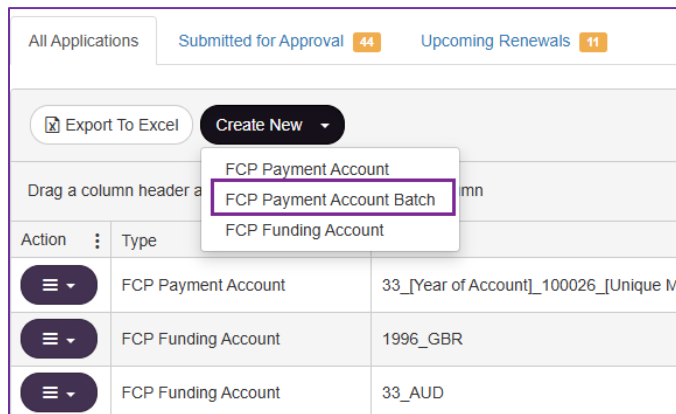 All Applications Submitted for Approval 44 Upcoming Renewals 11
Export To Excel Create New
FCP Payment Account
Drag a column header a mn
FCP Payment Account Batch
FCP Funding Account
Action Type
FCP Payment Account 33_[Year of Account]_100026_[Unique M
FCP Funding Account 1996_GBR
FCP Funding Account 33_AUD